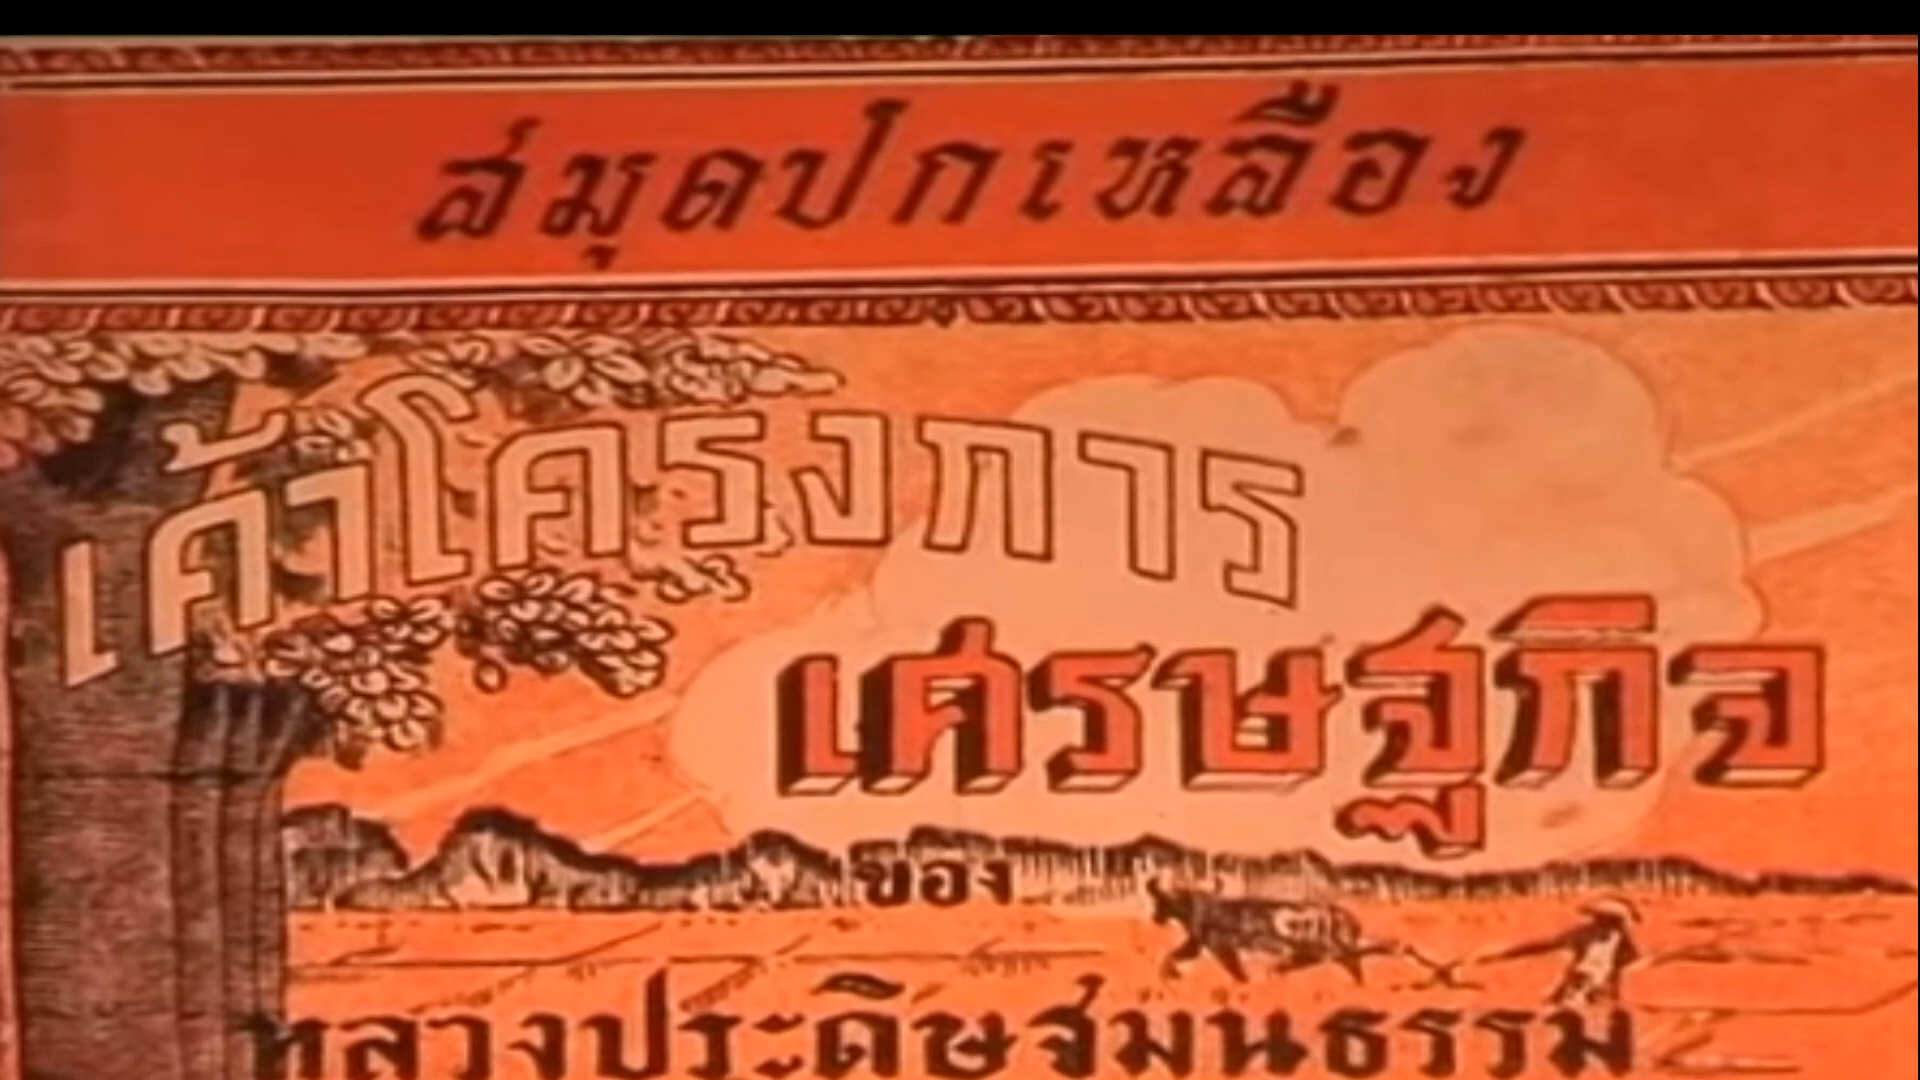 สมุดปกเหลือง
เค้าโครงการ
เศรษฐกิจ
ของ
หลวงประดิษฐ์มนูธรรม